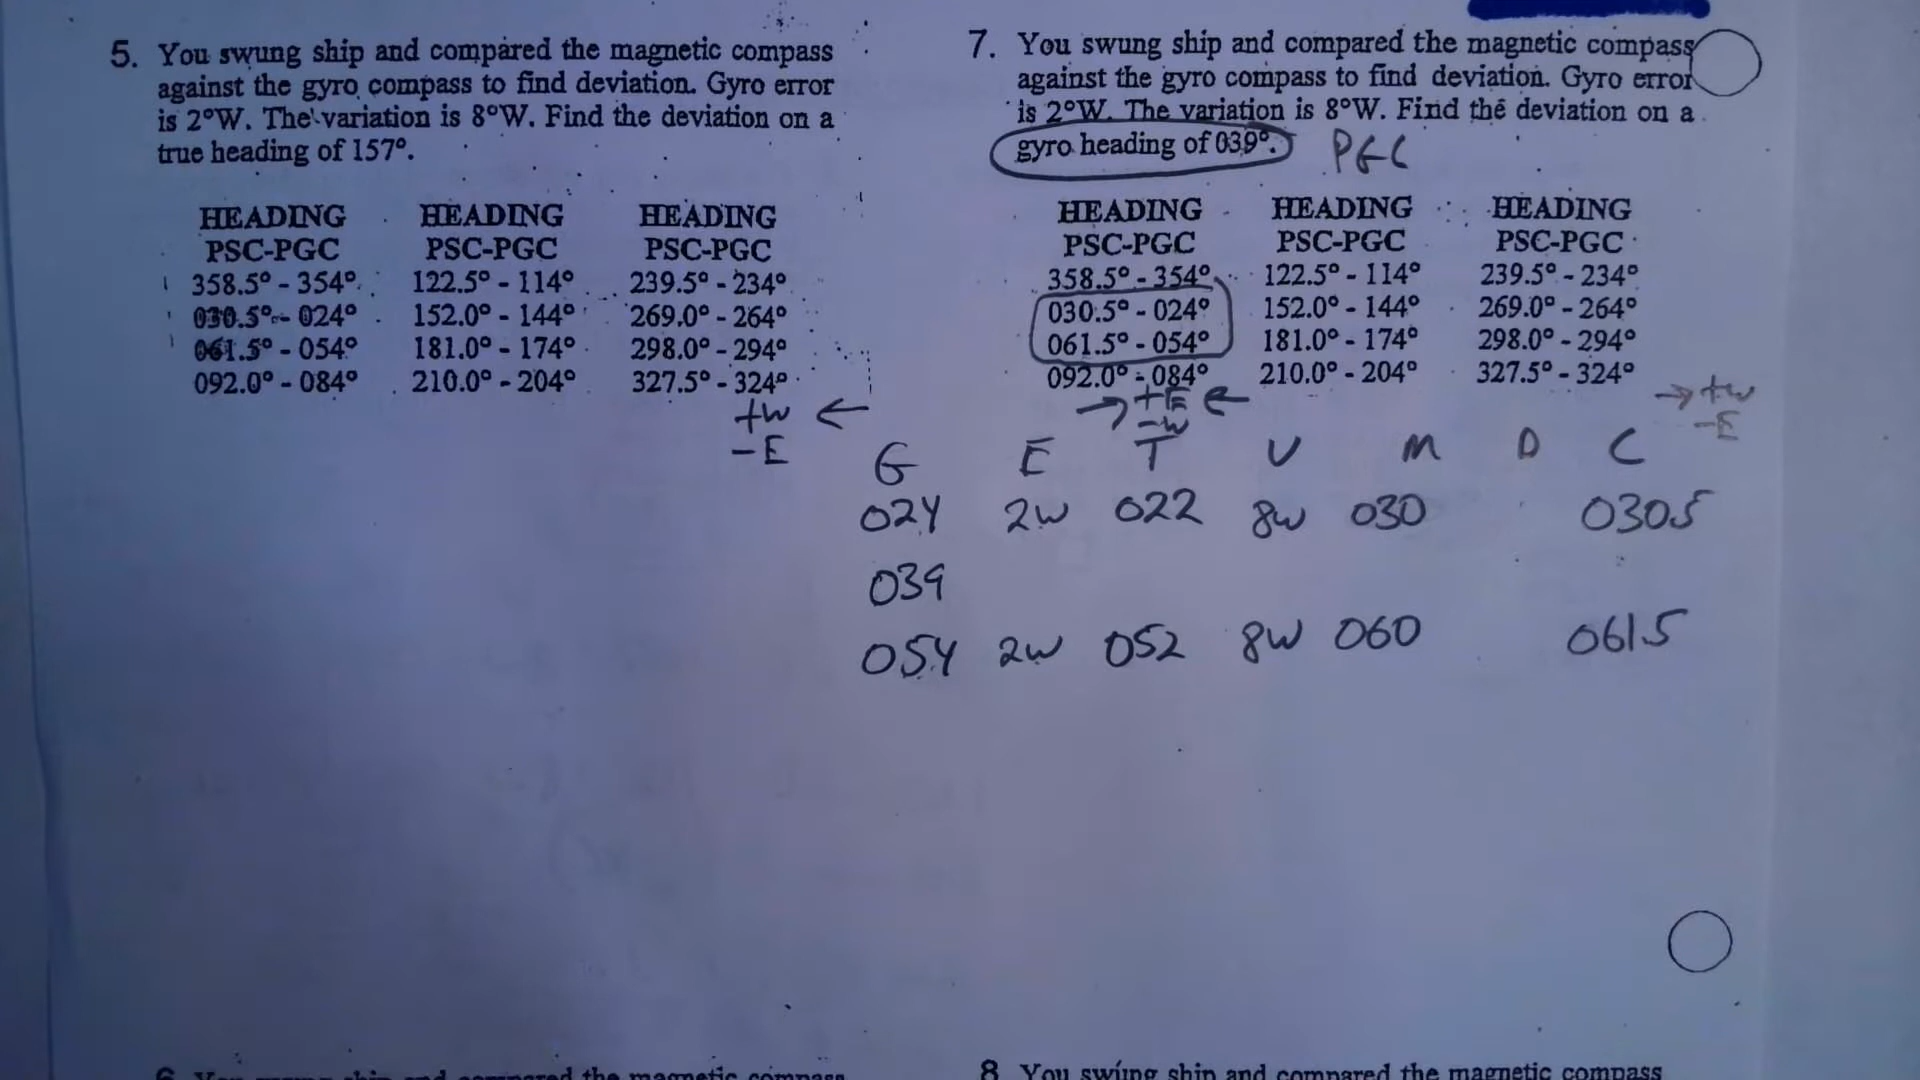 5. You swung ship and compared the magnetic compass
against the gyro compass to find deviation. Gyro error
is 2°W. The variation is 8°W. Find the deviation on a
true heading of 157°.
HEADING HEADING HEADING
PSC-PGC PSC-PGC PSC-PGC
358.5° - 354° 122.5° - 114° 239.5° - 234°
030.5° - 024° 152.0° - 144° 269.0° - 264°
061.5° - 054° 181.0° - 174° 298.0° - 294°
092.0° - 084° 210.0° - 204° 327.5° - 324°
+W ←
-E
7. You swung ship and compared the magnetic compass
against the gyro compass to find deviation. Gyro error
is 2°W. The variation is 8°W. Find the deviation on a
gyro heading of 039°. PGC
HEADING HEADING HEADING
PSC-PGC PSC-PGC PSC-PGC
358.5° - 354° 122.5° - 114° 239.5° - 234°
030.5° - 024° 152.0° - 144° 269.0° - 264°
061.5° - 054° 181.0° - 174° 298.0° - 294°
092.0° - 084° 210.0° - 204° 327.5° - 324°
→ +E ← → +W
-W -E
G E T V M D C
024 2W 022 8W 030 0305
039
054 2W 052 8W 060 0615
8 You swung ship and compared the magnetic compass